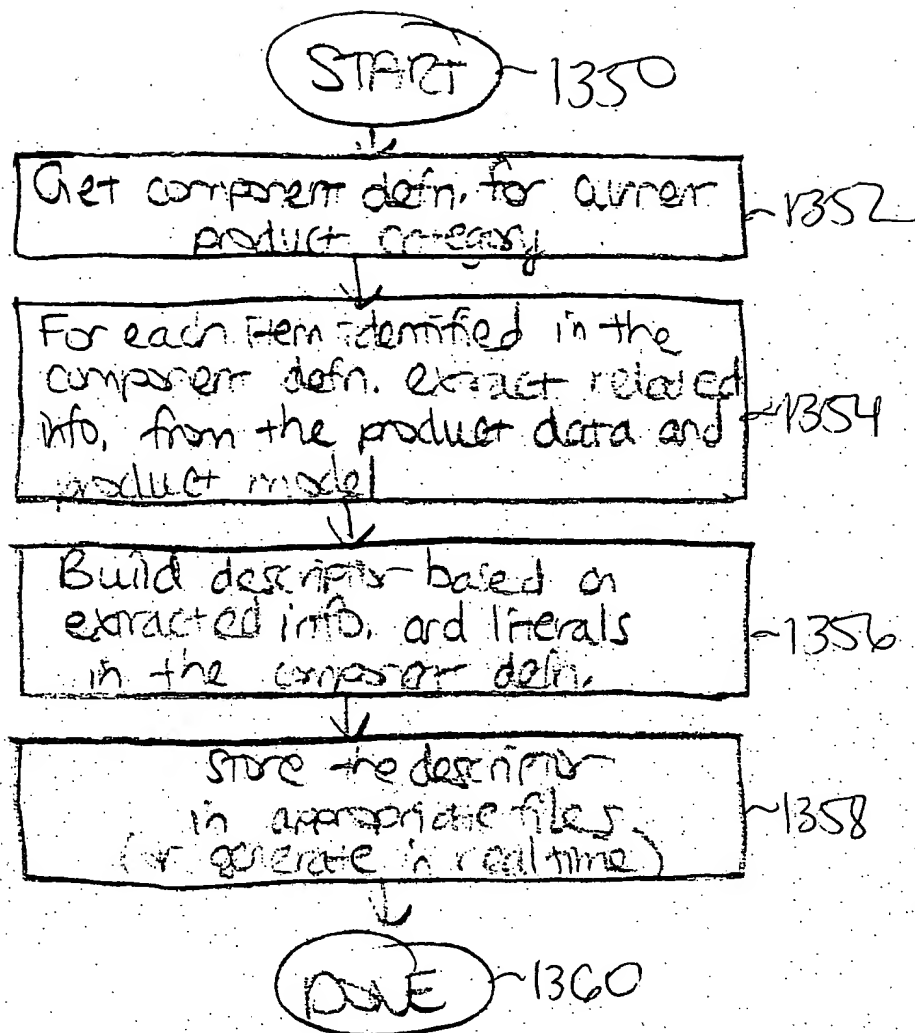 START ~1350
Get component defn. for current
product category
~1352
For each item identified in the
component defn. extract related
info. from the product data and
product model
~1354
Build descriptor based on
extracted info. and literals
in the component defn.
~1356
Store the descriptor
in appropriate files
(or generate in real time)
~1358
DONE ~1360